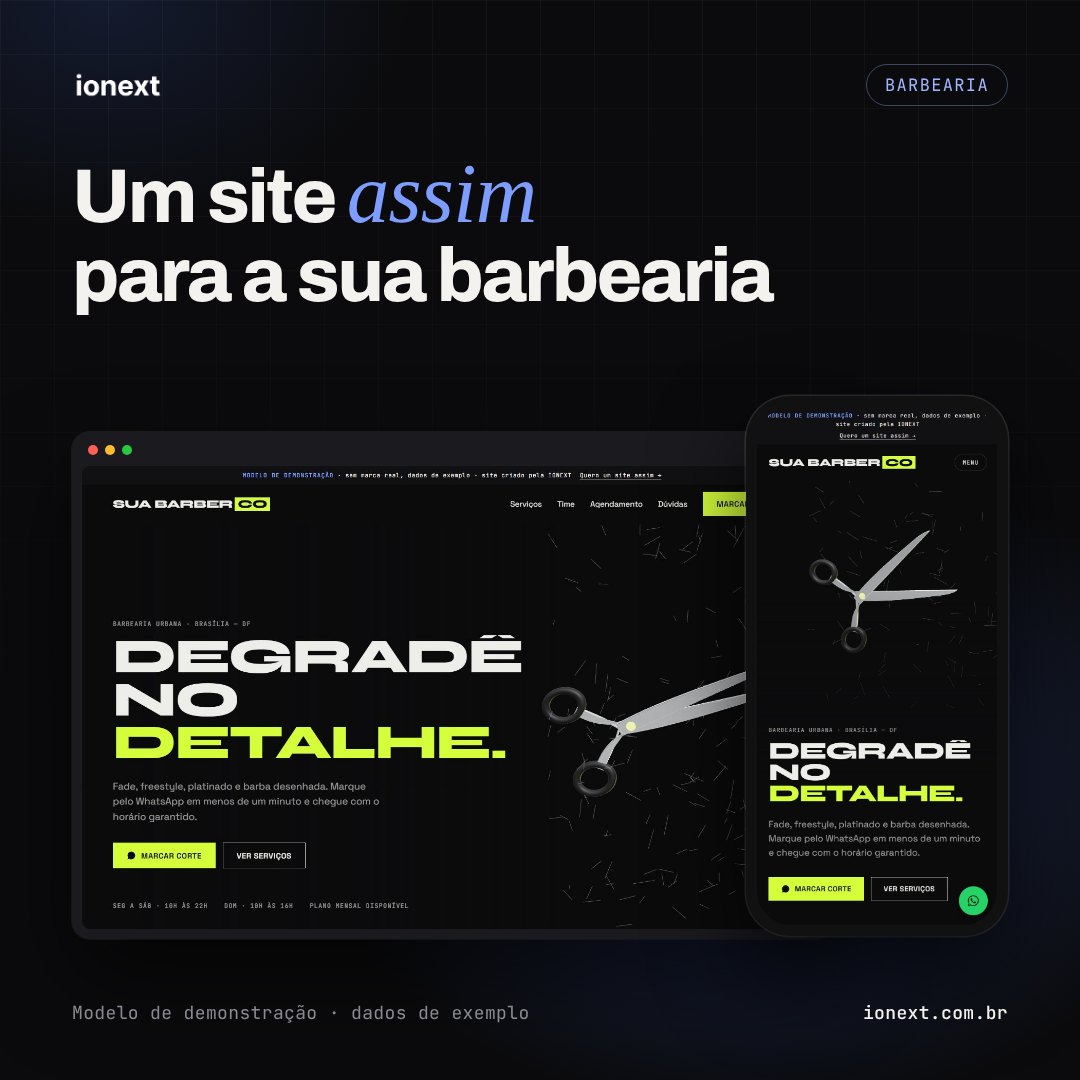 ionext
BARBEARIA
Um site assim
para a sua barbearia
MODELO DE DEMONSTRAÇÃO · sem marca real, dados de exemplo · site criado pela IONEXT Quero um site assim →
SUA BARBER CO
Serviços Time Agendamento Dúvidas
BARBEARIA URBANA · BRASÍLIA — DF
DEGRADÊ
NO
DETALHE.
Fade, freestyle, platinado e barba desenhada. Marque
pelo WhatsApp em menos de um minuto e chegue com o
horário garantido.
MARCAR CORTE VER SERVIÇOS
SEG A SÁB · 10H ÀS 22H DOM · 10H ÀS 16H PLANO MENSAL DISPONÍVEL
MODELO DE DEMONSTRAÇÃO · sem marca real, dados de exemplo ·
site criado pela IONEXT
Quero um site assim →
SUA BARBER CO MENU
BARBEARIA URBANA · BRASÍLIA — DF
DEGRADÊ
NO
DETALHE.
Fade, freestyle, platinado e barba desenhada.
Marque pelo WhatsApp em menos de um minuto
e chegue com o horário garantido.
MARCAR CORTE VER SERVIÇOS
Modelo de demonstração · dados de exemplo
ionext.com.br